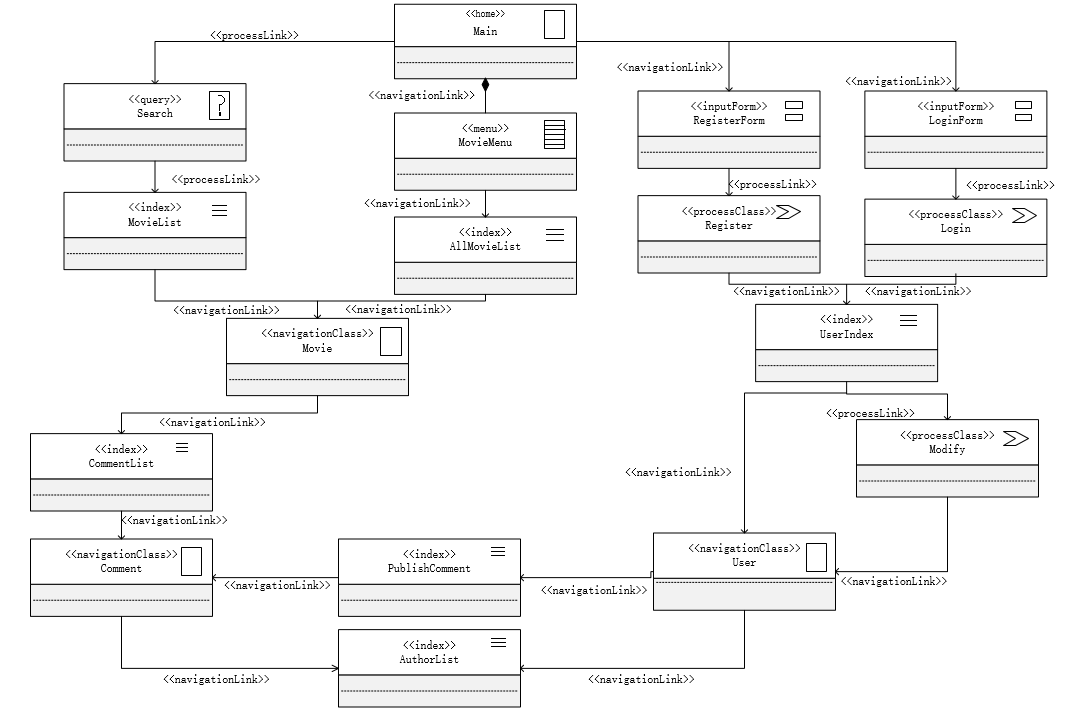 <<home>>
Main
<<processLink>>
<<navigationLink>>
<<navigationLink>>
<<navigationLink>>
<<query>>
Search
<<menu>>
MovieMenu
<<inputForm>>
RegisterForm
<<inputForm>>
LoginForm
<<processLink>>
<<navigationLink>>
<<processLink>>
<<processLink>>
<<index>>
MovieList
<<index>>
AllMovieList
<<processClass>>
Register
<<processClass>>
Login
<<navigationLink>>
<<navigationLink>>
<<navigationLink>>
<<navigationLink>>
<<navigationClass>>
Movie
<<index>>
UserIndex
<<navigationLink>>
<<processLink>>
<<index>>
CommentList
<<processClass>>
Modify
<<navigationLink>>
<<navigationLink>>
<<navigationClass>>
Comment
<<index>>
PublishComment
<<navigationClass>>
User
<<navigationLink>>
<<navigationLink>>
<<navigationLink>>
<<index>>
AuthorList
<<navigationLink>>
<<navigationLink>>